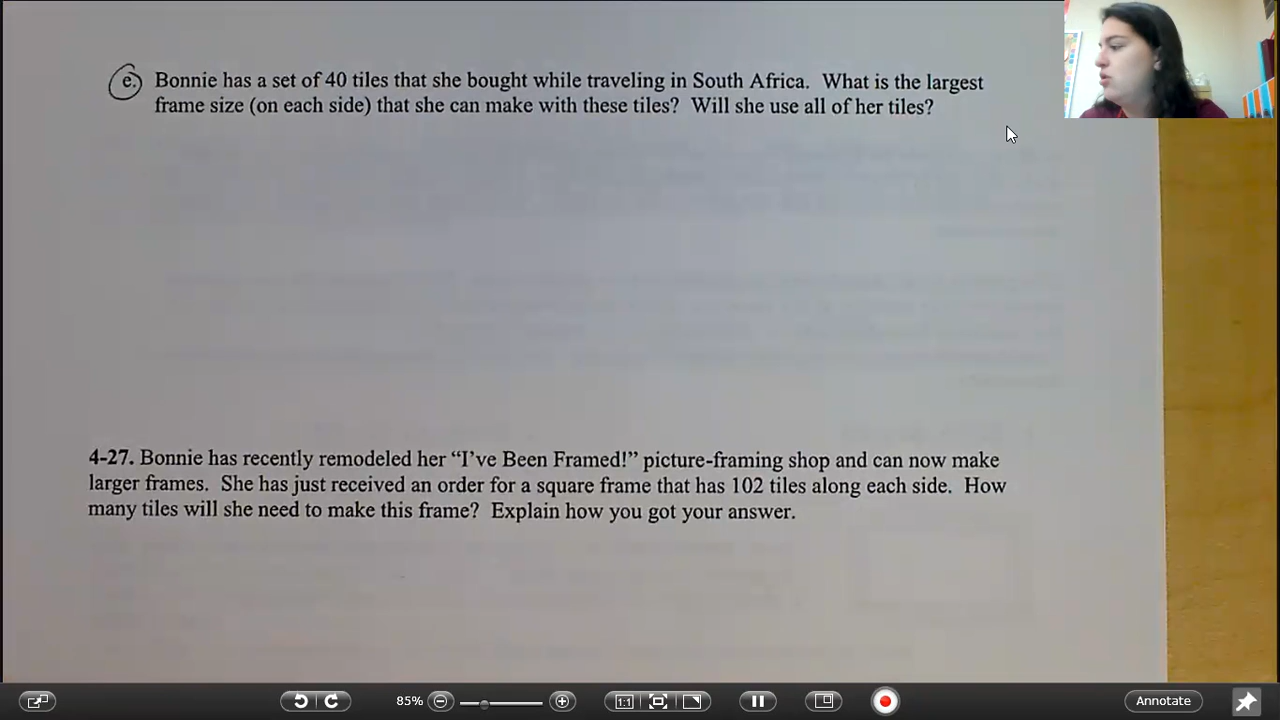 e. Bonnie has a set of 40 tiles that she bought while traveling in South Africa. What is the largest
frame size (on each side) that she can make with these tiles? Will she use all of her tiles?
4-27. Bonnie has recently remodeled her “I’ve Been Framed!” picture-framing shop and can now make
larger frames. She has just received an order for a square frame that has 102 tiles along each side. How
many tiles will she need to make this frame? Explain how you got your answer.
85%
1:1
Annotate